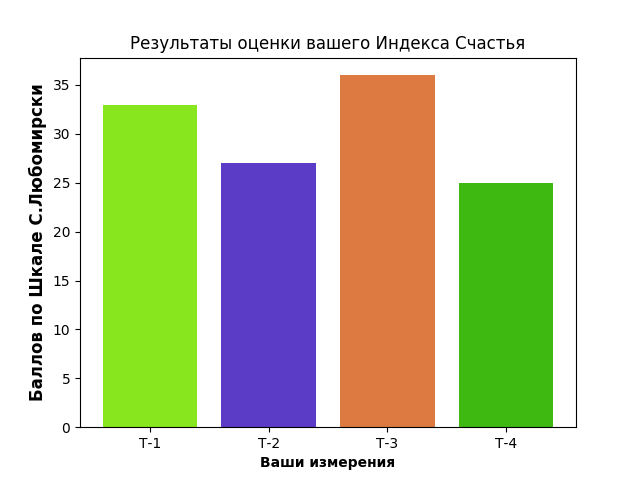 Результаты оценки вашего Индекса Счастья
Баллов по Шкале С.Любомирски
35
30
25
20
15
10
5
0
T-1 T-2 T-3 T-4
Ваши измерения